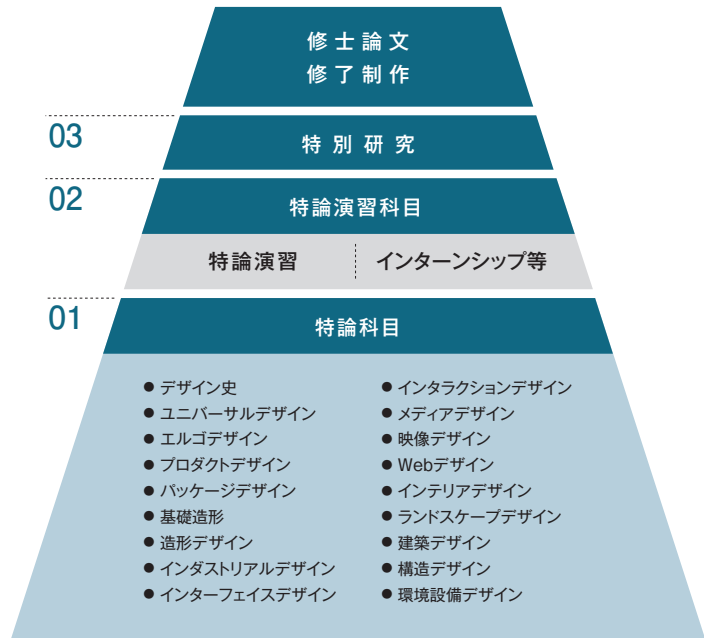 修士論文
修了制作
03
特別研究
02
特論演習科目
特論演習
インターンシップ等
01
特論科目
● デザイン史
● ユニバーサルデザイン
● エルゴデザイン
● プロダクトデザイン
● パッケージデザイン
● 基礎造形
● 造形デザイン
● インダストリアルデザイン
● インターフェイスデザイン
● インタラクションデザイン
● メディアデザイン
● 映像デザイン
● Webデザイン
● インテリアデザイン
● ランドスケープデザイン
● 建築デザイン
● 構造デザイン
● 環境設備デザイン